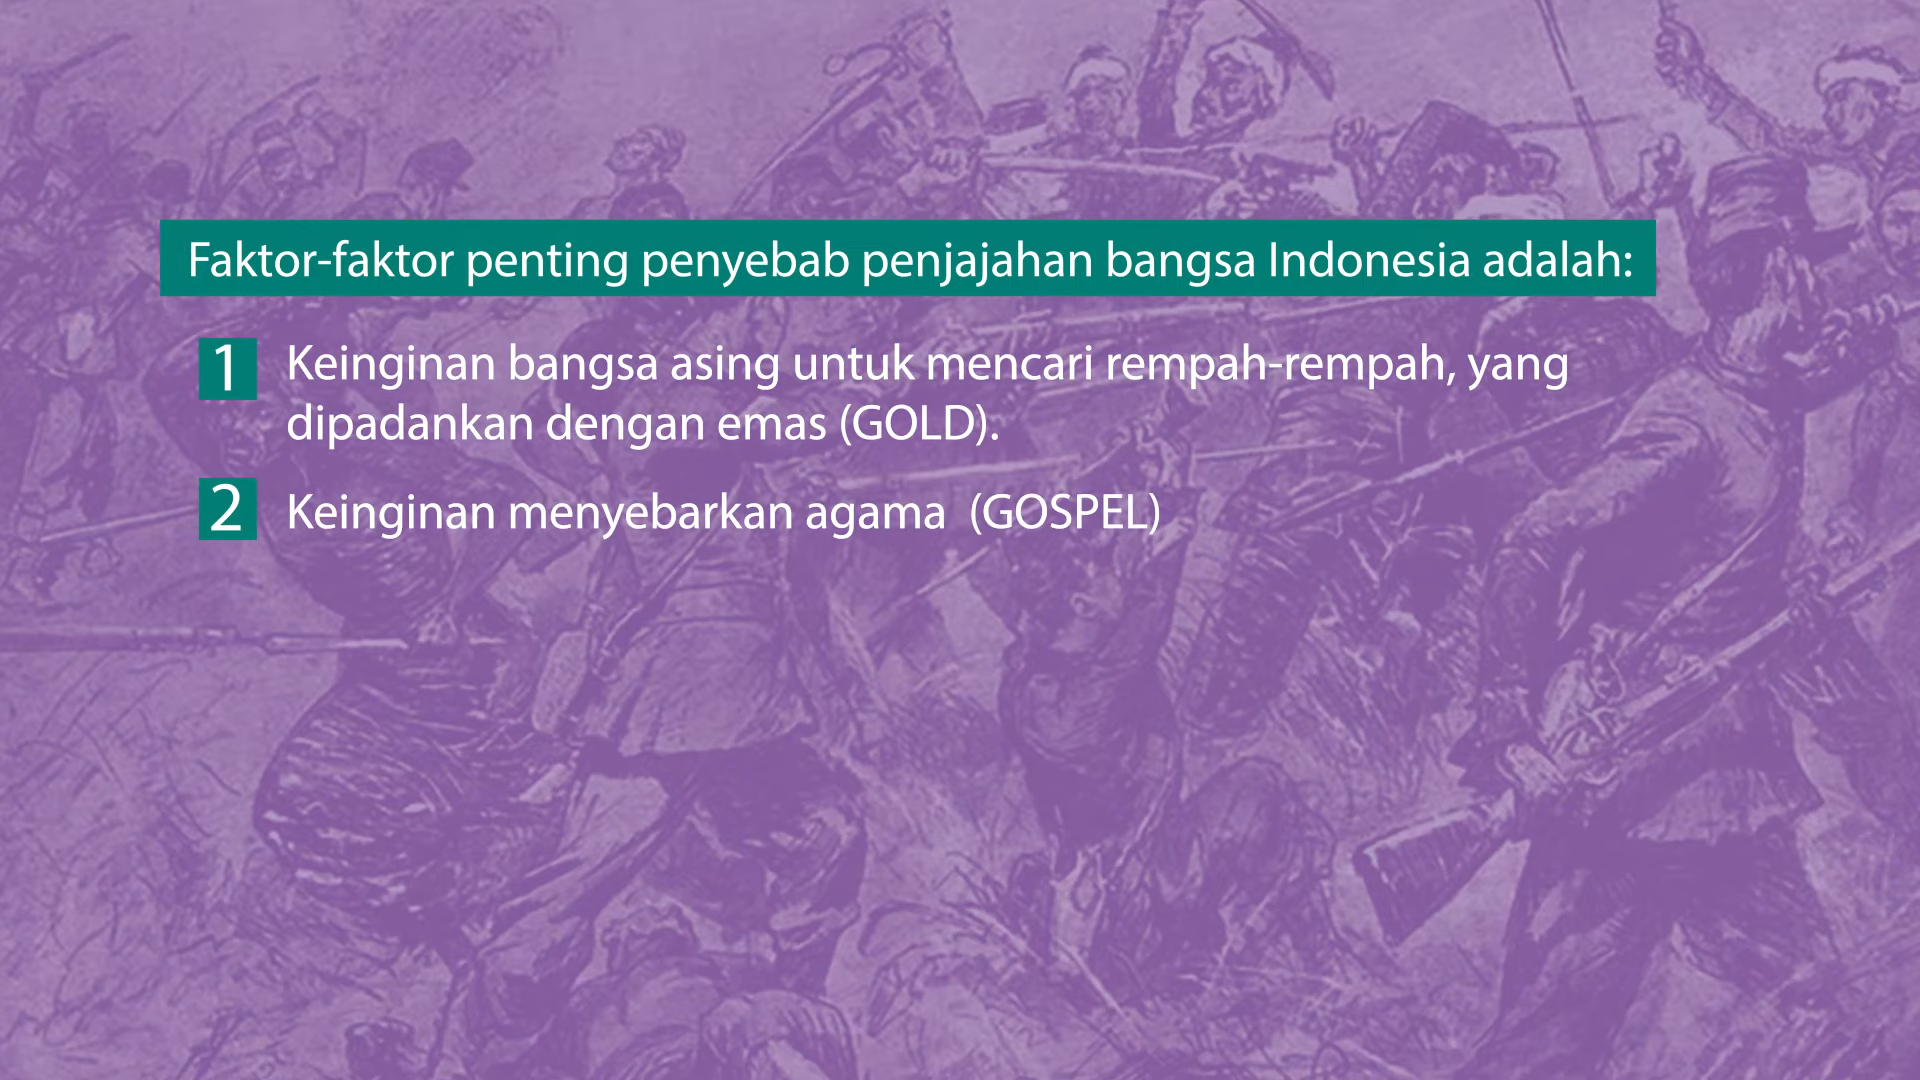 Faktor-faktor penting penyebab penjajahan bangsa Indonesia adalah:
1 Keinginan bangsa asing untuk mencari rempah-rempah, yang
dipadankan dengan emas (GOLD).
2 Keinginan menyebarkan agama (GOSPEL)